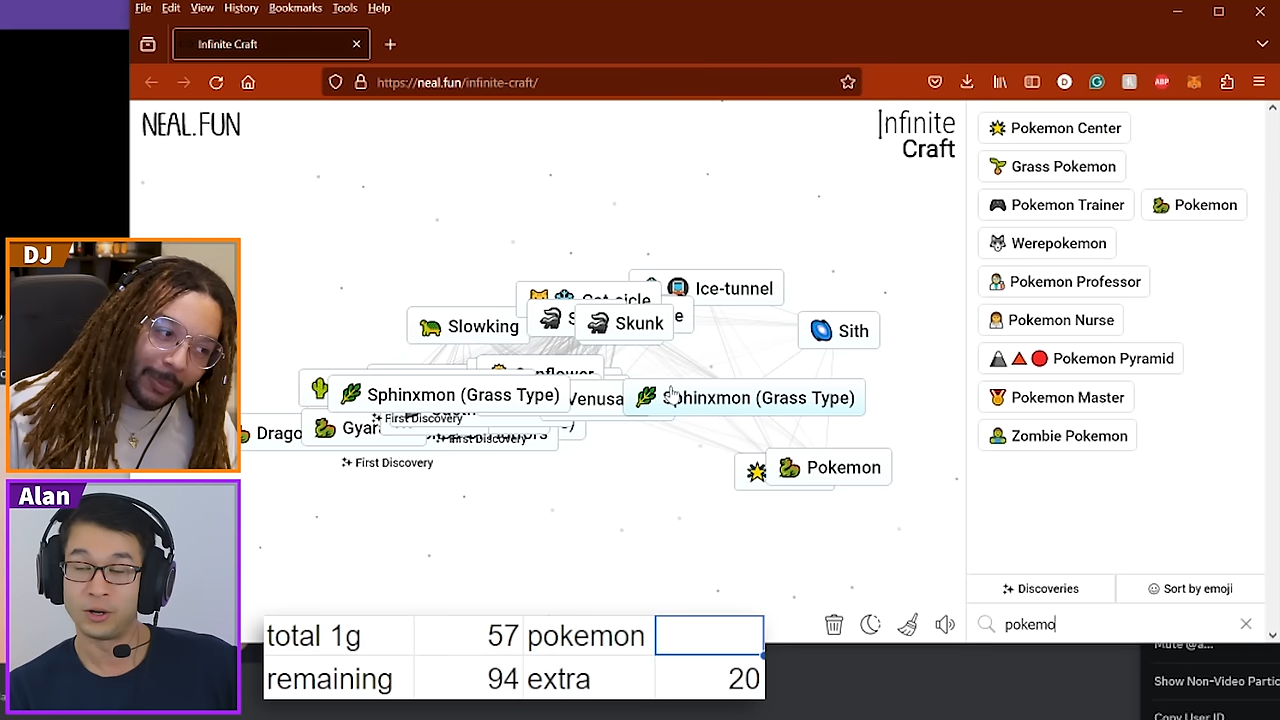 File Edit View History Bookmarks Tools Help
Infinite Craft
https://neal.fun/infinite-craft/
ABP
NEAL.FUN
Infinite
Craft
Pokemon Center
Grass Pokemon
Pokemon Trainer Pokemon
Werepokemon
Pokemon Professor
Pokemon Nurse
Pokemon Pyramid
Pokemon Master
Zombie Pokemon
Ice-tunnel
Slowking
Skunk
Sith
Sphinxmon (Grass Type)
Sphinxmon (Grass Type)
First Discovery
First Discovery
First Discovery
Pokemon
DJ
Alan
Discoveries
Sort by emoji
pokemo
total 1g 57 pokemon
remaining 94 extra 20
Show Non-Video Partic
Copy User ID